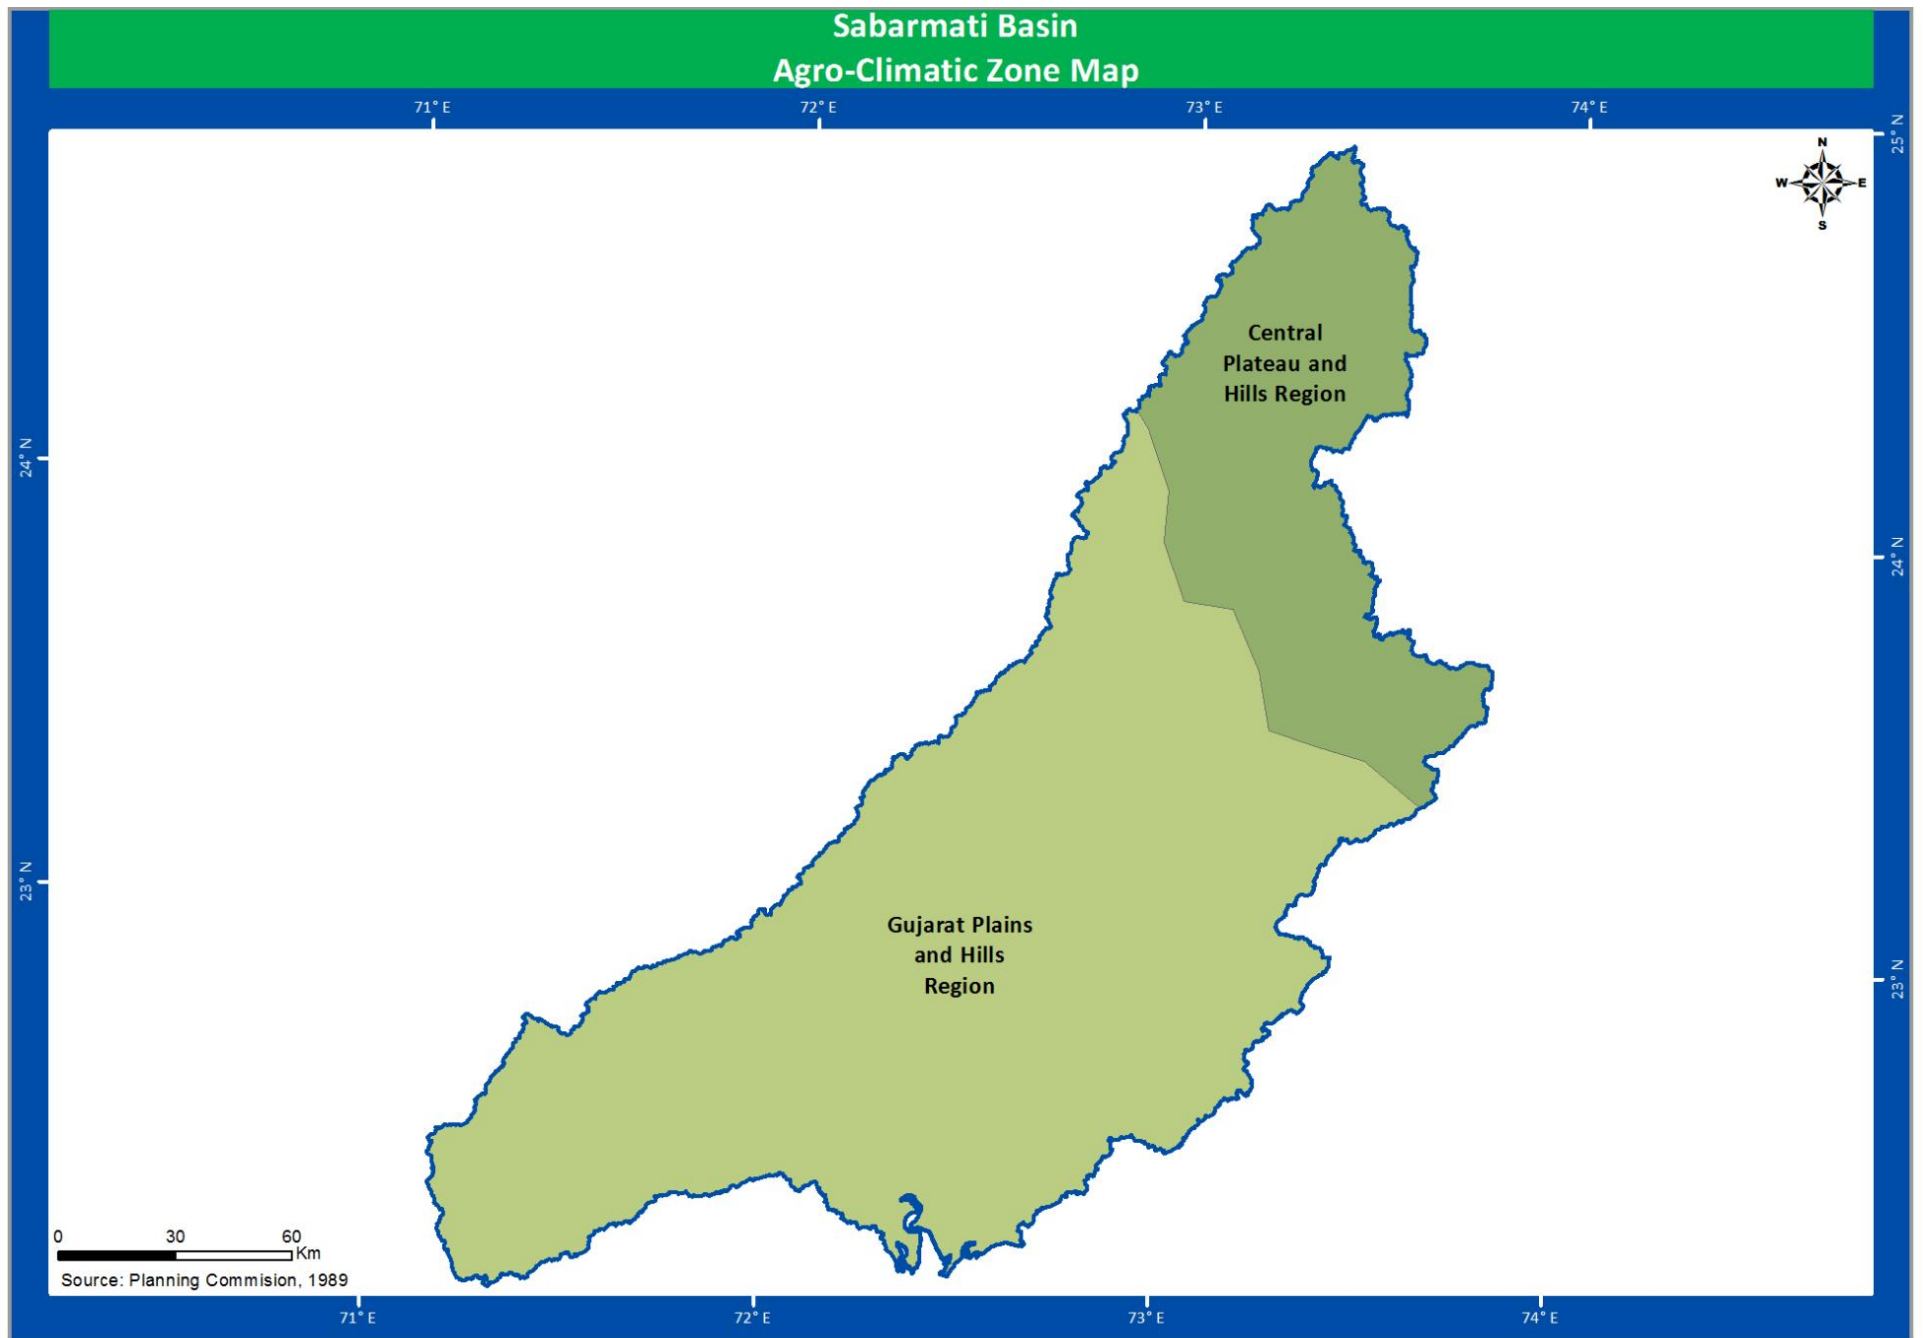 Sabarmati Basin
Agro-Climatic Zone Map
71° E 72° E 73° E 74° E
25° N
N
W E
S
Central
Plateau and
Hills Region
24° N
24° N
23° N
Gujarat Plains
and Hills
Region
23° N
0 30 60
Km
Source: Planning Commision, 1989
71° E 72° E 73° E 74° E